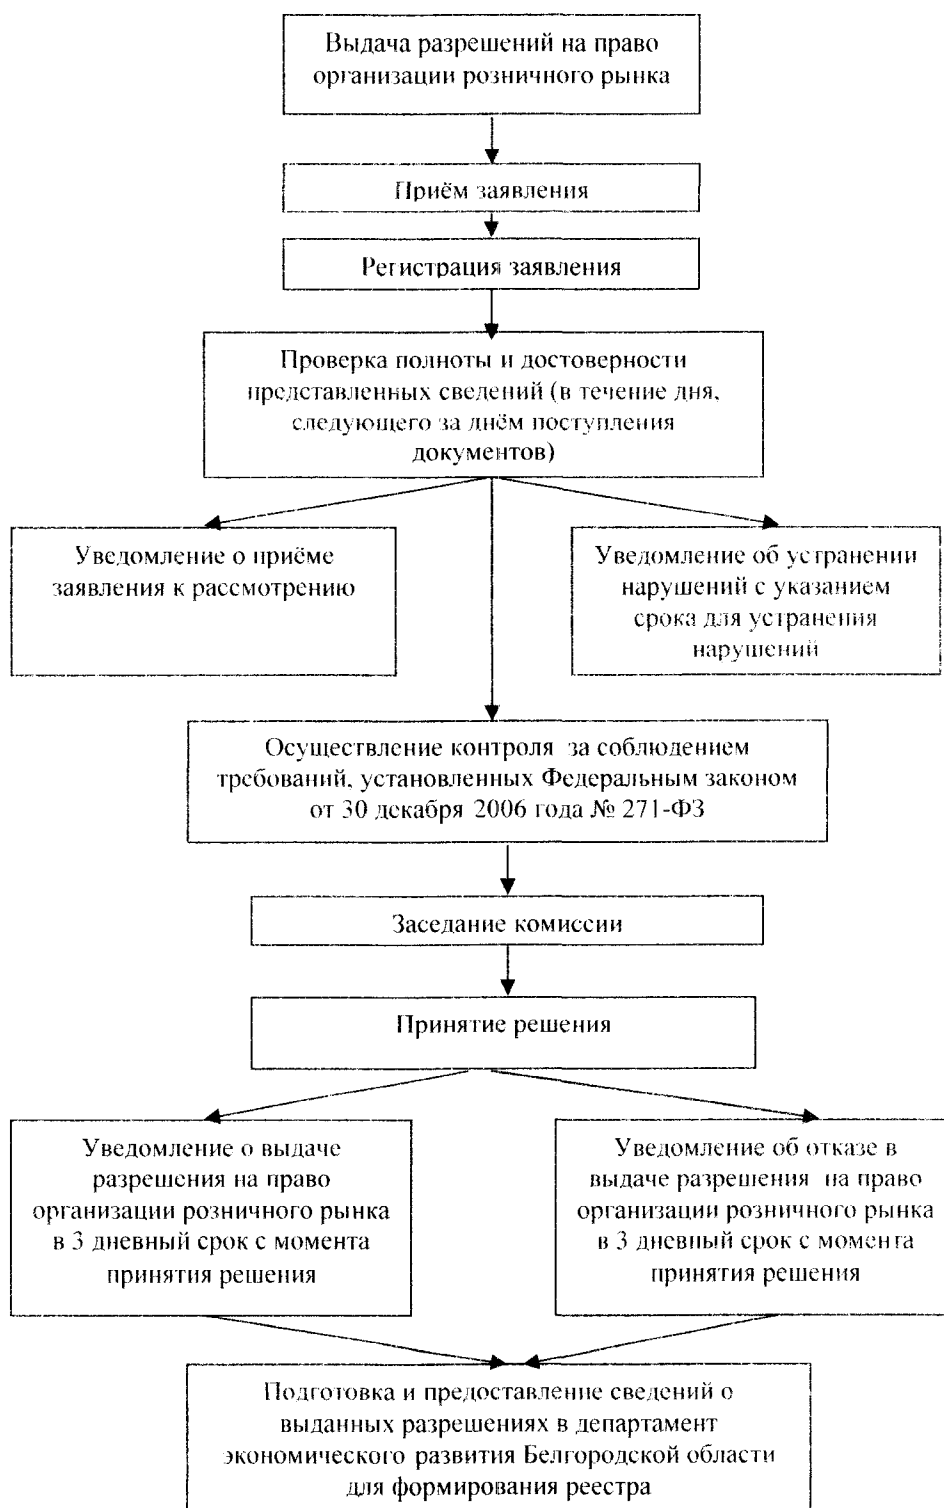 Выдача разрешений на право
организации розничного рынка
Приём заявления
Регистрация заявления
Проверка полноты и достоверности
представленных сведений (в течение дня,
следующего за днём поступления
документов)
Уведомление о приёме
заявления к рассмотрению
Уведомление об устранении
нарушений с указанием
срока для устранения
нарушений
Осуществление контроля за соблюдением
требований, установленных Федеральным законом
от 30 декабря 2006 года № 271-ФЗ
Заседание комиссии
Принятие решения
Уведомление о выдаче
разрешения на право
организации розничного рынка
в 3 дневный срок с момента
принятия решения
Уведомление об отказе в
выдаче разрешения на право
организации розничного рынка
в 3 дневный срок с момента
принятия решения
Подготовка и предоставление сведений о
выданных разрешениях в департамент
экономического развития Белгородской области
для формирования реестра